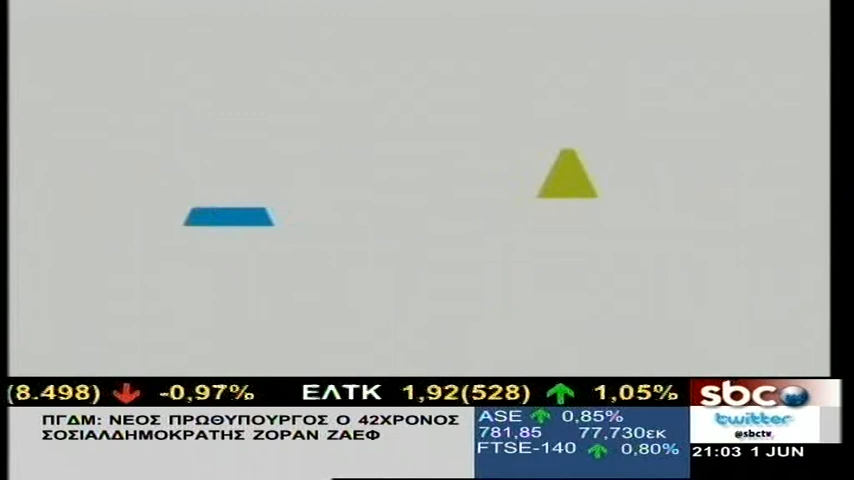 (8.498) -0,97% ΕΛΤΚ 1,92(528) 1,05%
sbc
ΠΓΔΜ: ΝΕΟΣ ΠΡΩΘΥΠΟΥΡΓΟΣ Ο 42ΧΡΟΝΟΣ
ΣΟΣΙΑΛΔΗΜΟΚΡΑΤΗΣ ΖΟΡΑΝ ΖΑΕΦ
ASE 0,85%
781,85 77,730εκ
FTSE-140 0,80%
twitter
@sbctv
21:03 1 JUN